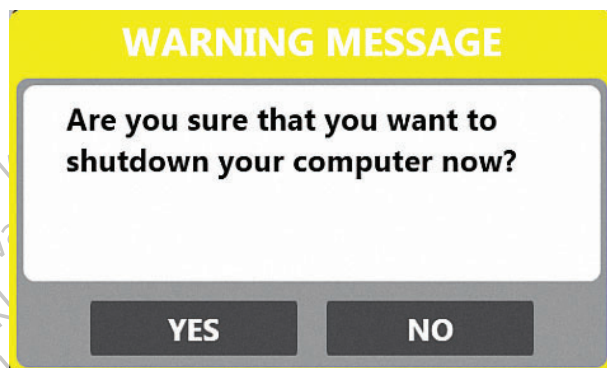 WARNING MESSAGE
Are you sure that you want to
shutdown your computer now?
YES NO